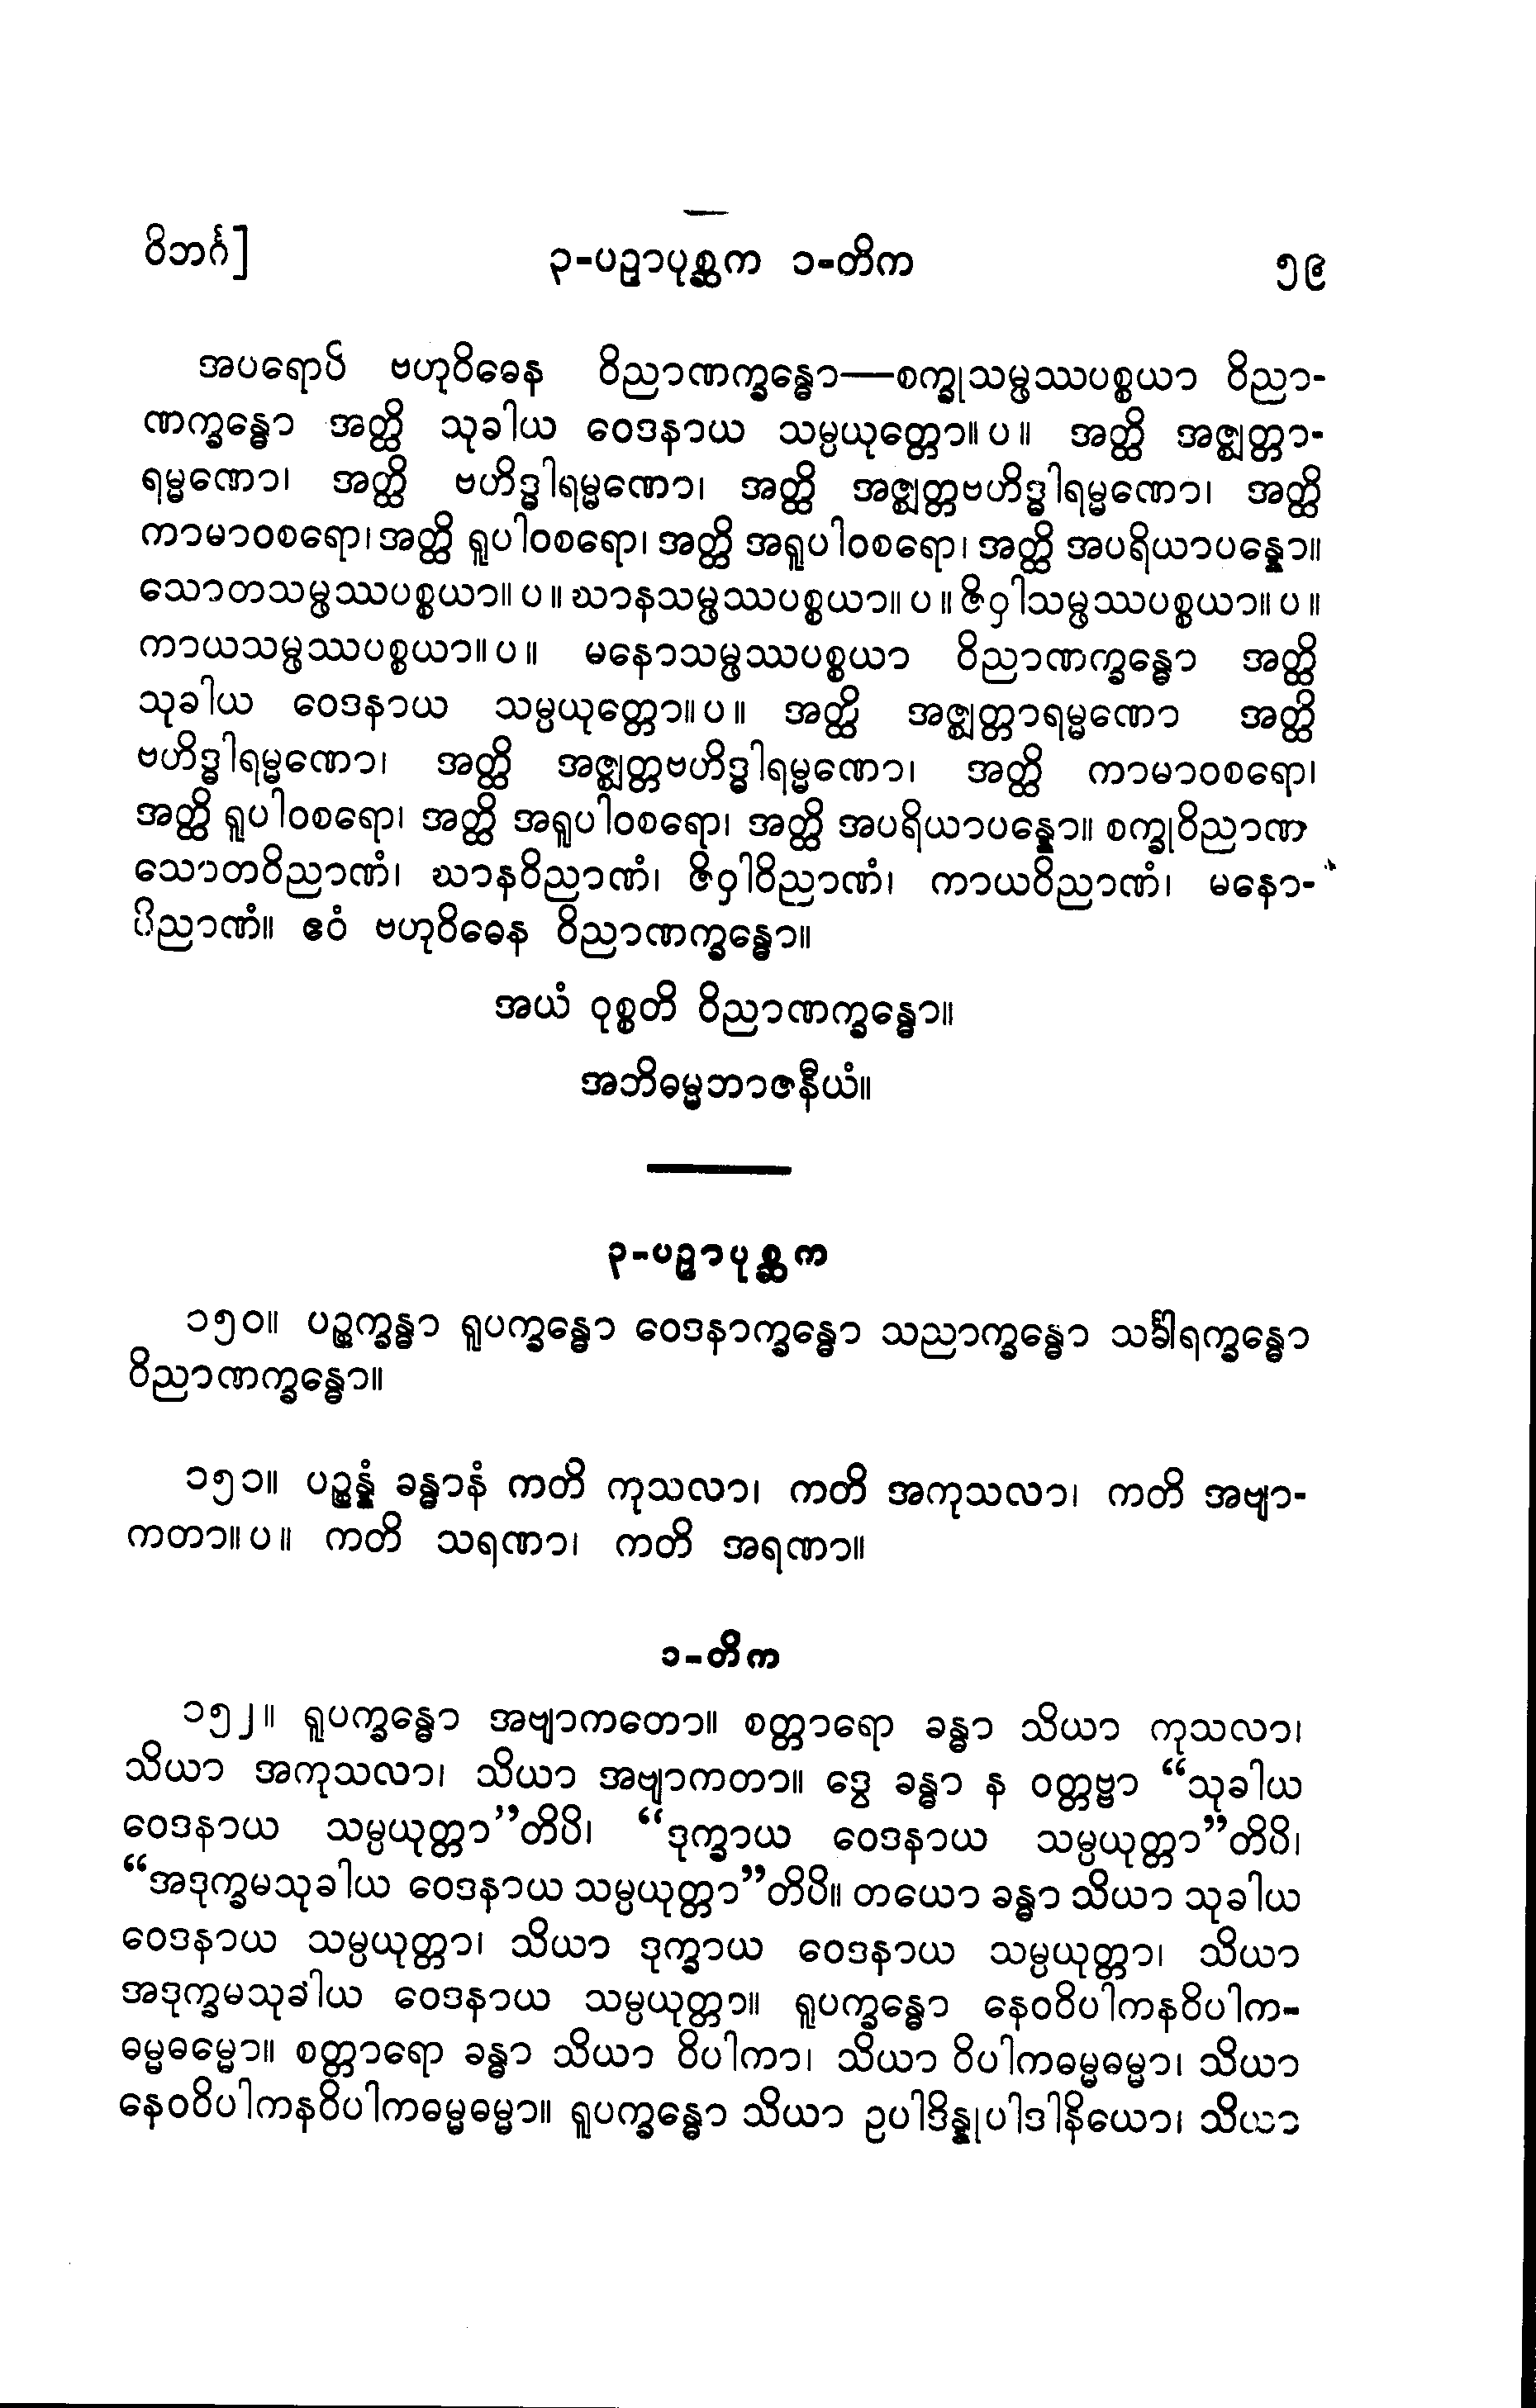 ဝိဘင်္ဂ] ၃-ပဥှာပုစ္ဆက ၁-တိက ၅၉
အပရောပိ ဗဟုဝိဓေန ဝိညာဏက္ခန္ဓော—စက္ခုသမ္ဖဿပစ္စယာ ဝိညာ-
ဏက္ခန္ဓော အတ္ထိ သုခါယ ဝေဒနာယ သမ္ပယုတ္တော။ပ။ အတ္ထိ အဇ္ဈတ္တာ-
ရမ္မဏော၊ အတ္ထိ ဗဟိဒ္ဓါရမ္မဏော၊ အတ္ထိ အဇ္ဈတ္တဗဟိဒ္ဓါရမ္မဏော၊ အတ္ထိ
ကာမာဝစရော၊ အတ္ထိ ရူပါဝစရော၊ အတ္ထိ အရူပါဝစရော၊ အတ္ထိ အပရိယာပန္နော။
သောတသမ္ဖဿပစ္စယာ။ပ။ ဃာနသမ္ဖဿပစ္စယာ။ပ။ ဇိဝှါသမ္ဖဿပစ္စယာ။ပ။
ကာယသမ္ဖဿပစ္စယာ။ပ။ မနောသမ္ဖဿပစ္စယာ ဝိညာဏက္ခန္ဓော အတ္ထိ
သုခါယ ဝေဒနာယ သမ္ပယုတ္တော။ပ။ အတ္ထိ အဇ္ဈတ္တာရမ္မဏော အတ္ထိ
ဗဟိဒ္ဓါရမ္မဏော၊ အတ္ထိ အဇ္ဈတ္တဗဟိဒ္ဓါရမ္မဏော၊ အတ္ထိ ကာမာဝစရော၊
အတ္ထိ ရူပါဝစရော၊ အတ္ထိ အရူပါဝစရော၊ အတ္ထိ အပရိယာပန္နော။ စက္ခုဝိညာဏ
သောတဝိညာဏံ၊ ဃာနဝိညာဏံ၊ ဇိဝှါဝိညာဏံ၊ ကာယဝိညာဏံ၊ မနော-
ဝိညာဏံ။ ဧဝံ ဗဟုဝိဓေန ဝိညာဏက္ခန္ဓော။
အယံ ဝုစ္စတိ ဝိညာဏက္ခန္ဓော။
အဘိဓမ္မဘာဇနီယံ။
၃-ပဥှာပုစ္ဆက
၁၅၀။ ပဉ္စက္ခန္ဓာ ရူပက္ခန္ဓော ဝေဒနာက္ခန္ဓော သညာက္ခန္ဓော သင်္ခါရက္ခန္ဓော
ဝိညာဏက္ခန္ဓော။
၁၅၁။ ပဉ္စန္နံ ခန္ဓာနံ ကတိ ကုသလာ၊ ကတိ အကုသလာ၊ ကတိ အဗျာ-
ကတာ။ပ။ ကတိ သရဏာ၊ ကတိ အရဏာ။
၁-တိက
၁၅၂။ ရူပက္ခန္ဓော အဗျာကတော။ စတ္တာရော ခန္ဓာ သိယာ ကုသလာ၊
သိယာ အကုသလာ၊ သိယာ အဗျာကတာ။ ဒွေ ခန္ဓာ န ဝတ္တဗ္ဗာ “သုခါယ
ဝေဒနာယ သမ္ပယုတ္တာ”တိပိ၊ “ဒုက္ခာယ ဝေဒနာယ သမ္ပယုတ္တာ”တိပိ၊
“အဒုက္ခမသုခါယ ဝေဒနာယ သမ္ပယုတ္တာ”တိပိ။ တယော ခန္ဓာ သိယာ သုခါယ
ဝေဒနာယ သမ္ပယုတ္တာ၊ သိယာ ဒုက္ခာယ ဝေဒနာယ သမ္ပယုတ္တာ၊ သိယာ
အဒုက္ခမသုခါယ ဝေဒနာယ သမ္ပယုတ္တာ။ ရူပက္ခန္ဓော နေဝဝိပါကနဝိပါက-
ဓမ္မဓမ္မော။ စတ္တာရော ခန္ဓာ သိယာ ဝိပါကာ၊ သိယာ ဝိပါကဓမ္မဓမ္မာ၊ သိယာ
နေဝဝိပါကနဝိပါကဓမ္မဓမ္မာ။ ရူပက္ခန္ဓော သိယာ ဥပါဒိန္နုပါဒါနိယော၊ သိယာ